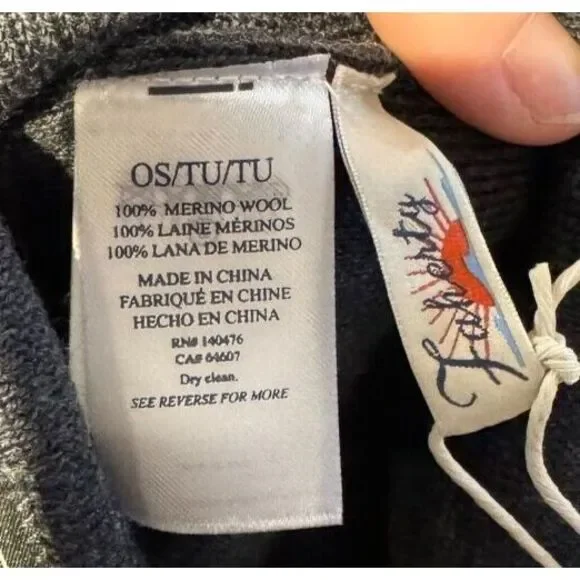 OS/TU/TU
100% MERINO WOOL
100% LAINE MÉRINOS
100% LANA DE MERINO
MADE IN CHINA
FABRIQUÉ EN CHINE
HECHO EN CHINA
RN# 140476
CA# 64607
Dry clean.
SEE REVERSE FOR MORE
Faherty